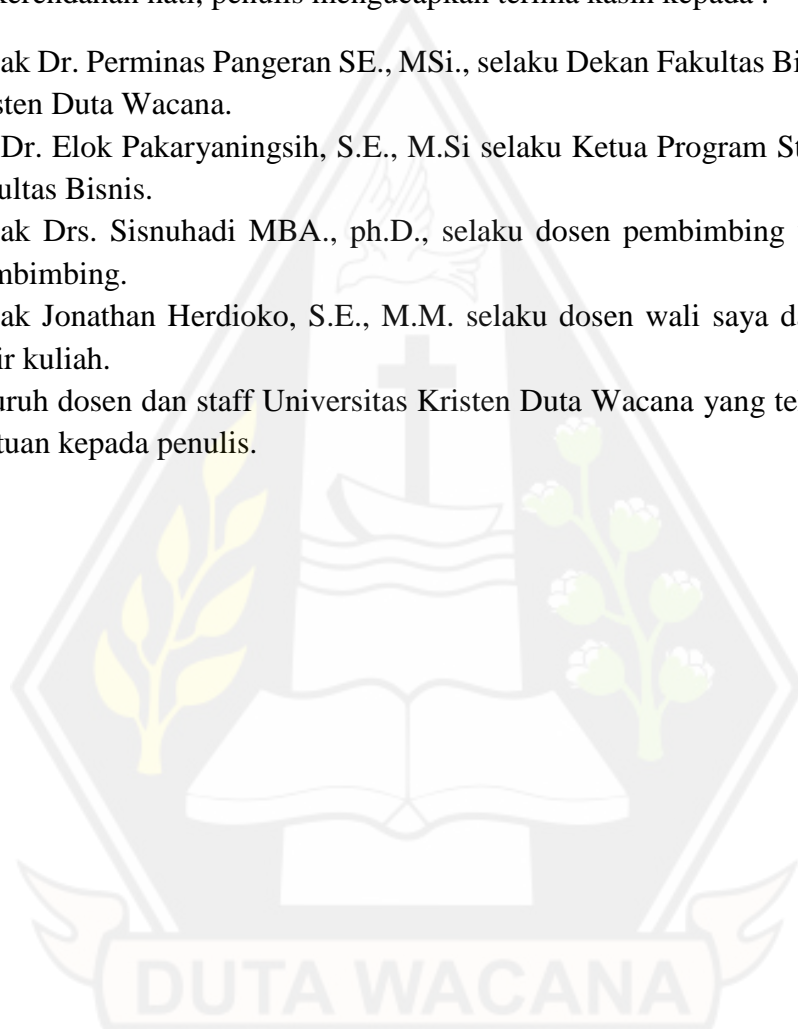 kerendahan hati, penulis mengucapkan terima kasih kepada :
ak Dr. Perminas Pangeran SE., MSi., selaku Dekan Fakultas Bi
sten Duta Wacana.
Dr. Elok Pakaryaningsih, S.E., M.Si selaku Ketua Program St
ultas Bisnis.
ak Drs. Sisnuhadi MBA., ph.D., selaku dosen pembimbing
mbimbing.
ak Jonathan Herdioko, S.E., M.M. selaku dosen wali saya d
ir kuliah.
uruh dosen dan staff Universitas Kristen Duta Wacana yang te
tuan kepada penulis.
DUTA WACANA